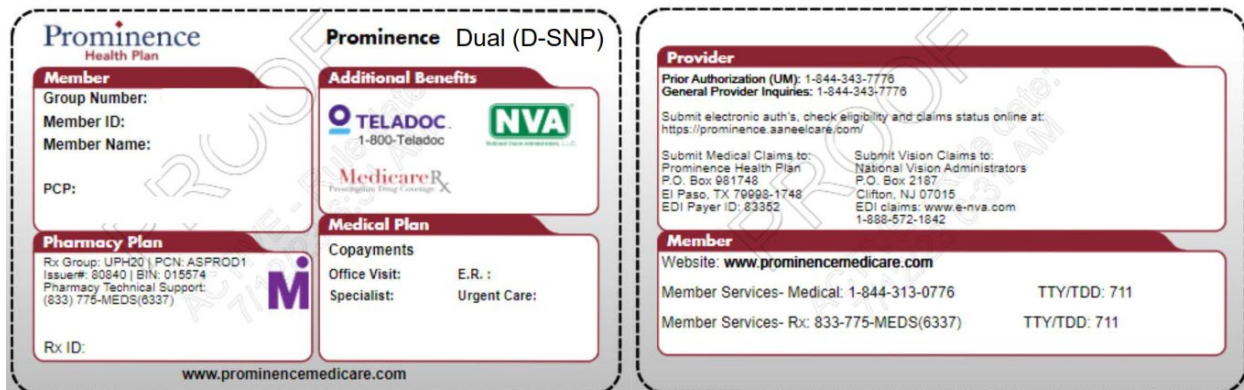 Prominence
Health Plan
Prominence Dual (D-SNP)
Member
Group Number:
Member ID:
Member Name:
PCP:
Additional Benefits
TELADOC.
1-800-Teladoc
NVA
National Vision Administrators, L.L.C.
MedicareRx
Prescription Drug Coverage
Pharmacy Plan
Rx Group: UPH20 | PCN: ASPROD1
Issuer#: 80840 | BIN: 015574
Pharmacy Technical Support:
(833) 775-MEDS(6337)
Rx ID:
Medical Plan
Copayments
Office Visit: E.R. :
Specialist: Urgent Care:
www.prominencemedicare.com
PROOF
Provider
Prior Authorization (UM): 1-844-343-7776
General Provider Inquiries: 1-844-343-7776
Submit electronic auth's, check eligibility and claims status online at:
https://prominence.aaneelcare.com/
Submit Medical Claims to:
Prominence Health Plan
P.O. Box 981748
El Paso, TX 79998-1748
EDI Payer ID: 83352
Submit Vision Claims to:
National Vision Administrators
P.O. Box 2187
Clifton, NJ 07015
EDI claims: www.e-nva.com
1-888-572-1842
Member
Website: www.prominencemedicare.com
Member Services- Medical: 1-844-313-0776 TTY/TDD: 711
Member Services- Rx: 833-775-MEDS(6337) TTY/TDD: 711
PROOF